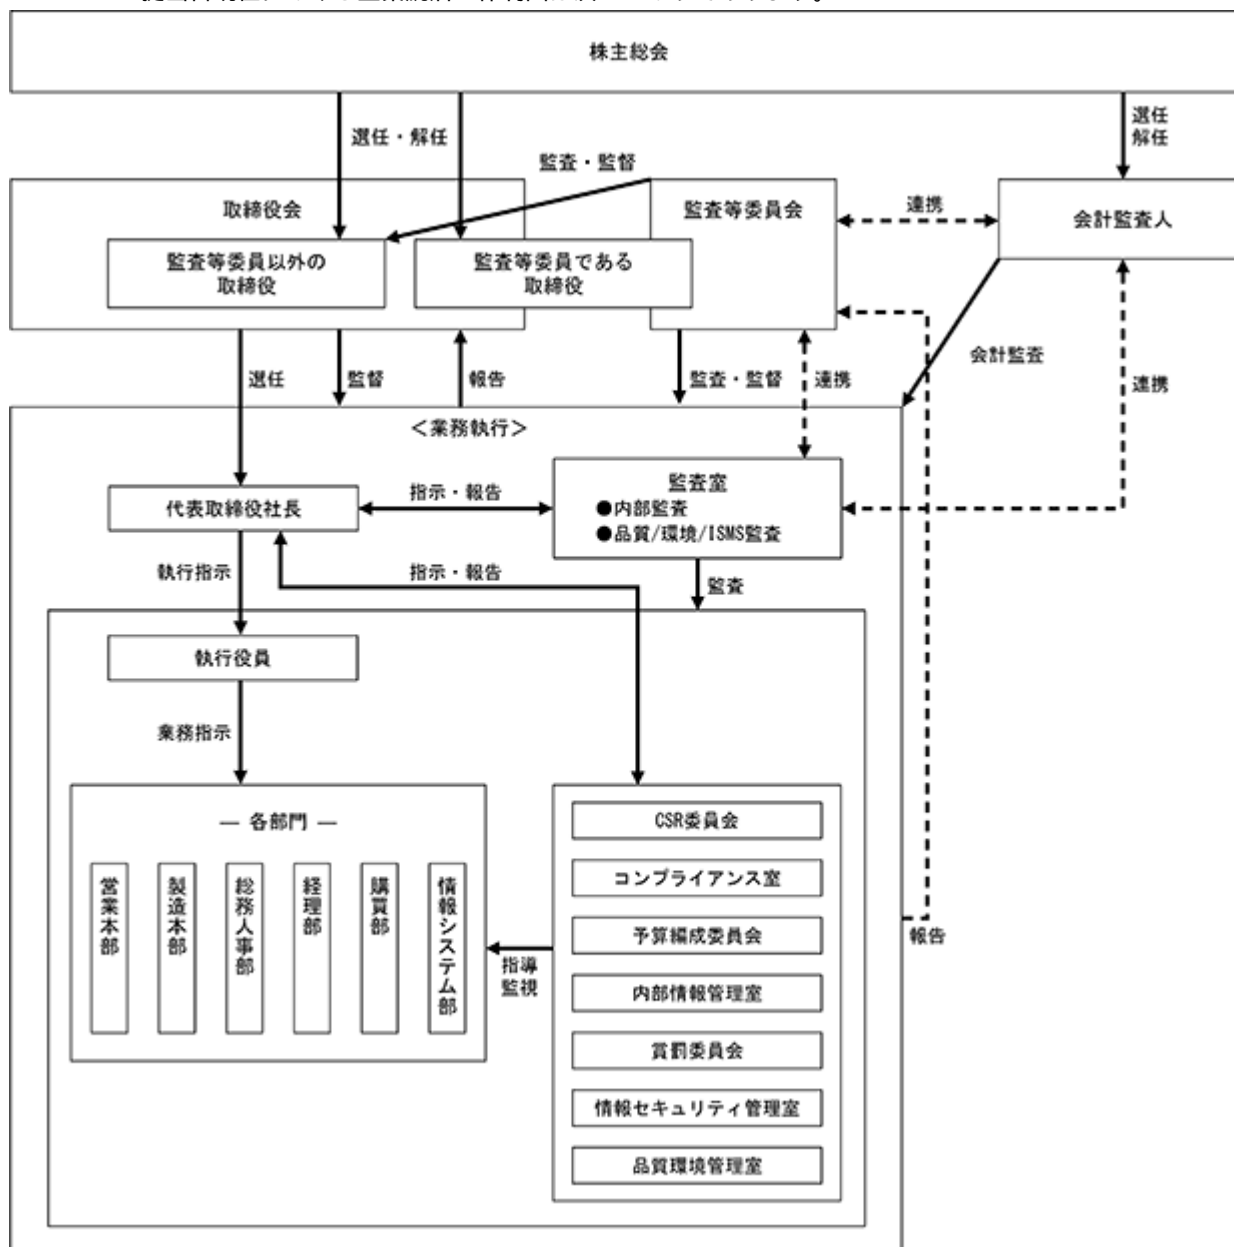 株主総会
選任・解任
選任
解任
監査・監督
取締役会
監査等委員会
連携
会計監査人
監査等委員以外の
取締役
監査等委員である
取締役
選任
監督
報告
監査・監督
連携
会計監査
連携
<業務執行>
代表取締役社長
指示・報告
監査室
●内部監査
●品質/環境/ISMS監査
執行指示
指示・報告
監査
執行役員
業務指示
― 各部門 ―
営業本部
製造本部
総務人事部
経理部
購買部
情報システム部
指導
監視
CSR委員会
コンプライアンス室
予算編成委員会
内部情報管理室
賞罰委員会
情報セキュリティ管理室
品質環境管理室
報告